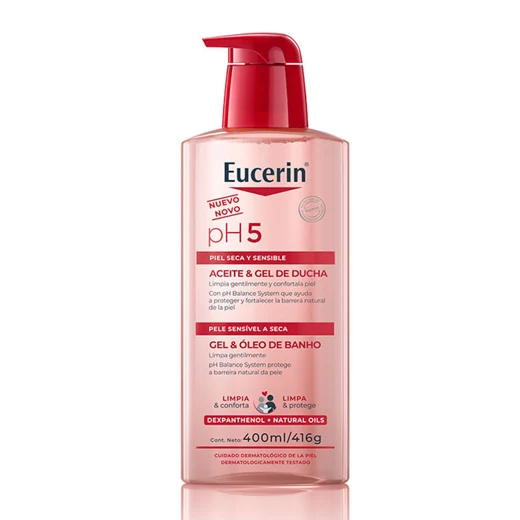 Eucerin®
NUEVO
NOVO
pH5
PIEL SECA Y SENSIBLE
ACEITE & GEL DE DUCHA
Limpia gentilmente y confortala piel
Con pH Balance System que ayuda
a proteger y fortalecer la barrera natural
de la piel
PELE SENSÍVEL A SECA
GEL & ÓLEO DE BANHO
Limpa gentilmente
pH Balance System protege
a barreira natural da pele
LIMPIA
& conforta
LIMPA
& protege
DEXPANTHENOL + NATURAL OILS
Cont. Neto: 400ml/416g
CUIDADO DERMATOLÓGICO DE LA PIEL
DERMATOLOGICAMENTE TESTADO